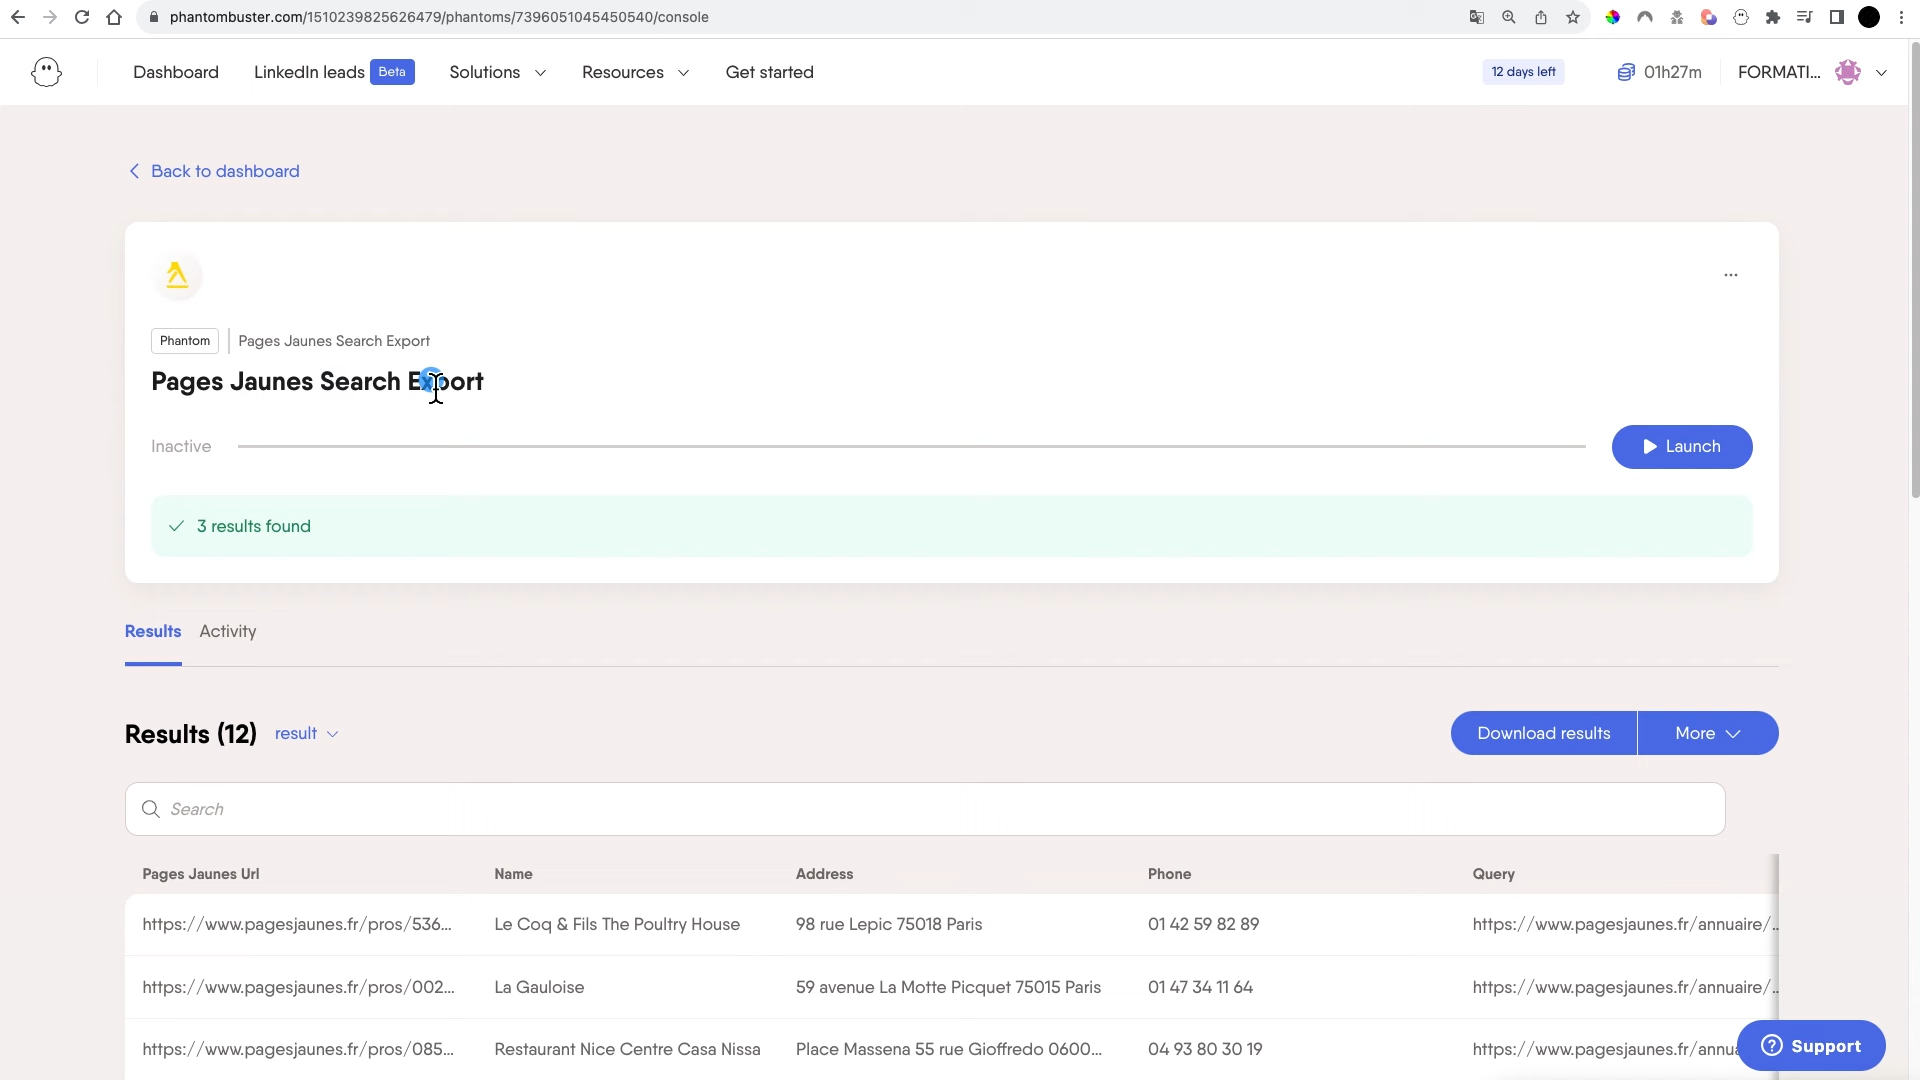 phantombuster.com/1510239825626479/phantoms/7396051045450540/console
Dashboard LinkedIn leads Beta Solutions Resources Get started 12 days left 01h27m FORMATI...
Back to dashboard
Phantom Pages Jaunes Search Export
Pages Jaunes Search Export
Inactive Launch
3 results found
Results Activity
Results (12) result Download results More
Search
Pages Jaunes Url Name Address Phone Query
https://www.pagesjaunes.fr/pros/536... Le Coq & Fils The Poultry House 98 rue Lepic 75018 Paris 01 42 59 82 89 https://www.pagesjaunes.fr/annuaire/...
https://www.pagesjaunes.fr/pros/002... La Gauloise 59 avenue La Motte Picquet 75015 Paris 01 47 34 11 64 https://www.pagesjaunes.fr/annuaire/...
https://www.pagesjaunes.fr/pros/085... Restaurant Nice Centre Casa Nissa Place Massena 55 rue Gioffredo 0600... 04 93 80 30 19 https://www.pagesjaunes.fr/annua
Support